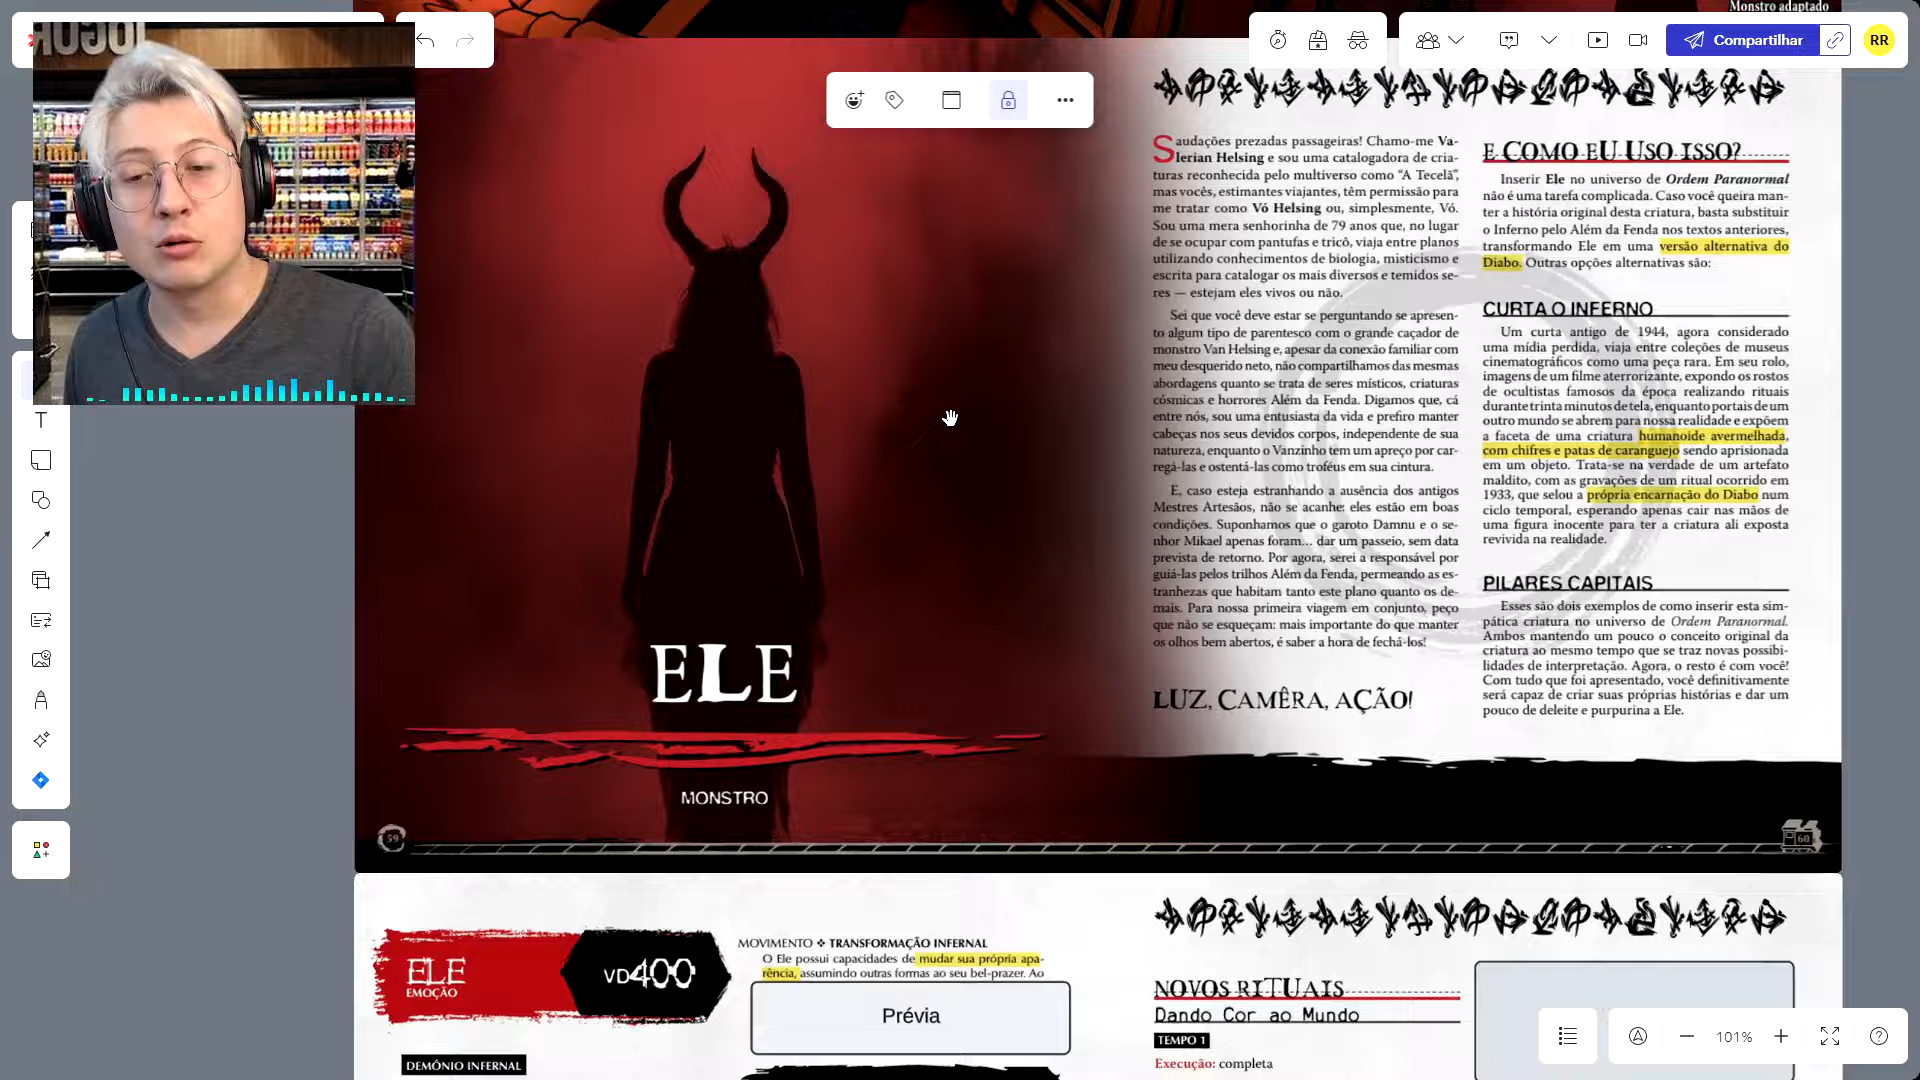 Monstro adaptado
Compartilhar
RR
Saudações prezadas passageiras! Chamo-me Va-
lerian Helsing e sou uma catalogadora de cria-
turas reconhecida pelo multiverso como “A Tecelã”,
mas vocês, estimantes viajantes, têm permissão para
me tratar como Vó Helsing ou, simplesmente, Vó.
Sou uma mera senhorinha de 79 anos que, no lugar
de se ocupar com pantufas e tricô, viaja entre planos
utilizando conhecimentos de biologia, misticismo e
escrita para catalogar os mais diversos e temidos se-
res — estejam eles vivos ou não.
Sei que você deve estar se perguntando se apresen-
to algum tipo de parentesco com o grande caçador de
monstro Van Helsing e, apesar da conexão familiar com
meu desquerido neto, não compartilhamos das mesmas
abordagens quanto se trata de seres místicos, criaturas
cósmicas e horrores Além da Fenda. Digamos que, cá
entre nós, sou uma entusiasta da vida e prefiro manter
cabeças nos seus devidos corpos, independente de sua
natureza, enquanto o Vanzinho tem um apreço por car-
regá-las e ostentá-las como troféus em sua cintura.
E, caso esteja estranhando a ausência dos antigos
Mestres Artesãos, não se acanhe: eles estão em boas
condições. Suponhamos que o garoto Damnu e o se-
nhor Mikael apenas foram... dar um passeio, sem data
prevista de retorno. Por agora, serei a responsável por
guiá-las pelos trilhos Além da Fenda, permeando as es-
tranhezas que habitam tanto este plano quanto os de-
mais. Para nossa primeira viagem em conjunto, peço
que não se esqueçam: mais importante do que manter
os olhos bem abertos, é saber a hora de fechá-los!
LUZ, CAMÊRA, AÇÃO!
E COMO EU USO ISSO?
Inserir Ele no universo de Ordem Paranormal
não é uma tarefa complicada. Caso você queira man-
ter a história original desta criatura, basta substituir
o Inferno pelo Além da Fenda nos textos anteriores,
transformando Ele em uma versão alternativa do
Diabo. Outras opções alternativas são:
CURTA O INFERNO
Um curta antigo de 1944, agora considerado
uma mídia perdida, viaja entre coleções de museus
cinematográficos como uma peça rara. Em seu rolo,
imagens de um filme aterrorizante, expondo os rostos
de ocultistas famosos da época realizando rituais
durante trinta minutos de tela, enquanto portais de um
outro mundo se abrem para nossa realidade e expõem
a faceta de uma criatura humanoide avermelhada,
com chifres e patas de caranguejo sendo aprisionada
em um objeto. Trata-se na verdade de um artefato
maldito, com as gravações de um ritual ocorrido em
1933, que selou a própria encarnação do Diabo num
ciclo temporal, esperando apenas cair nas mãos de
uma figura inocente para ter a criatura ali exposta
revivida na realidade.
PILARES CAPITAIS
Esses são dois exemplos de como inserir esta sim-
pática criatura no universo de Ordem Paranormal.
Ambos mantendo um pouco o conceito original da
criatura ao mesmo tempo que se traz novas possibi-
lidades de interpretação. Agora, o resto é com você!
Com tudo que foi apresentado, você definitivamente
será capaz de criar suas próprias histórias e dar um
pouco de deleite e purpurina a Ele.
ELE
MONSTRO
59
60
ELE
EMOÇÃO
VD400
DEMÔNIO INFERNAL
MOVIMENTO ❖ TRANSFORMAÇÃO INFERNAL
O Ele possui capacidades de mudar sua própria apa-
rência, assumindo outras formas ao seu bel-prazer. Ao
Prévia
NOVOS RITUAIS
Dando Cor ao Mundo
TEMPO 1
Execução: completa
101%